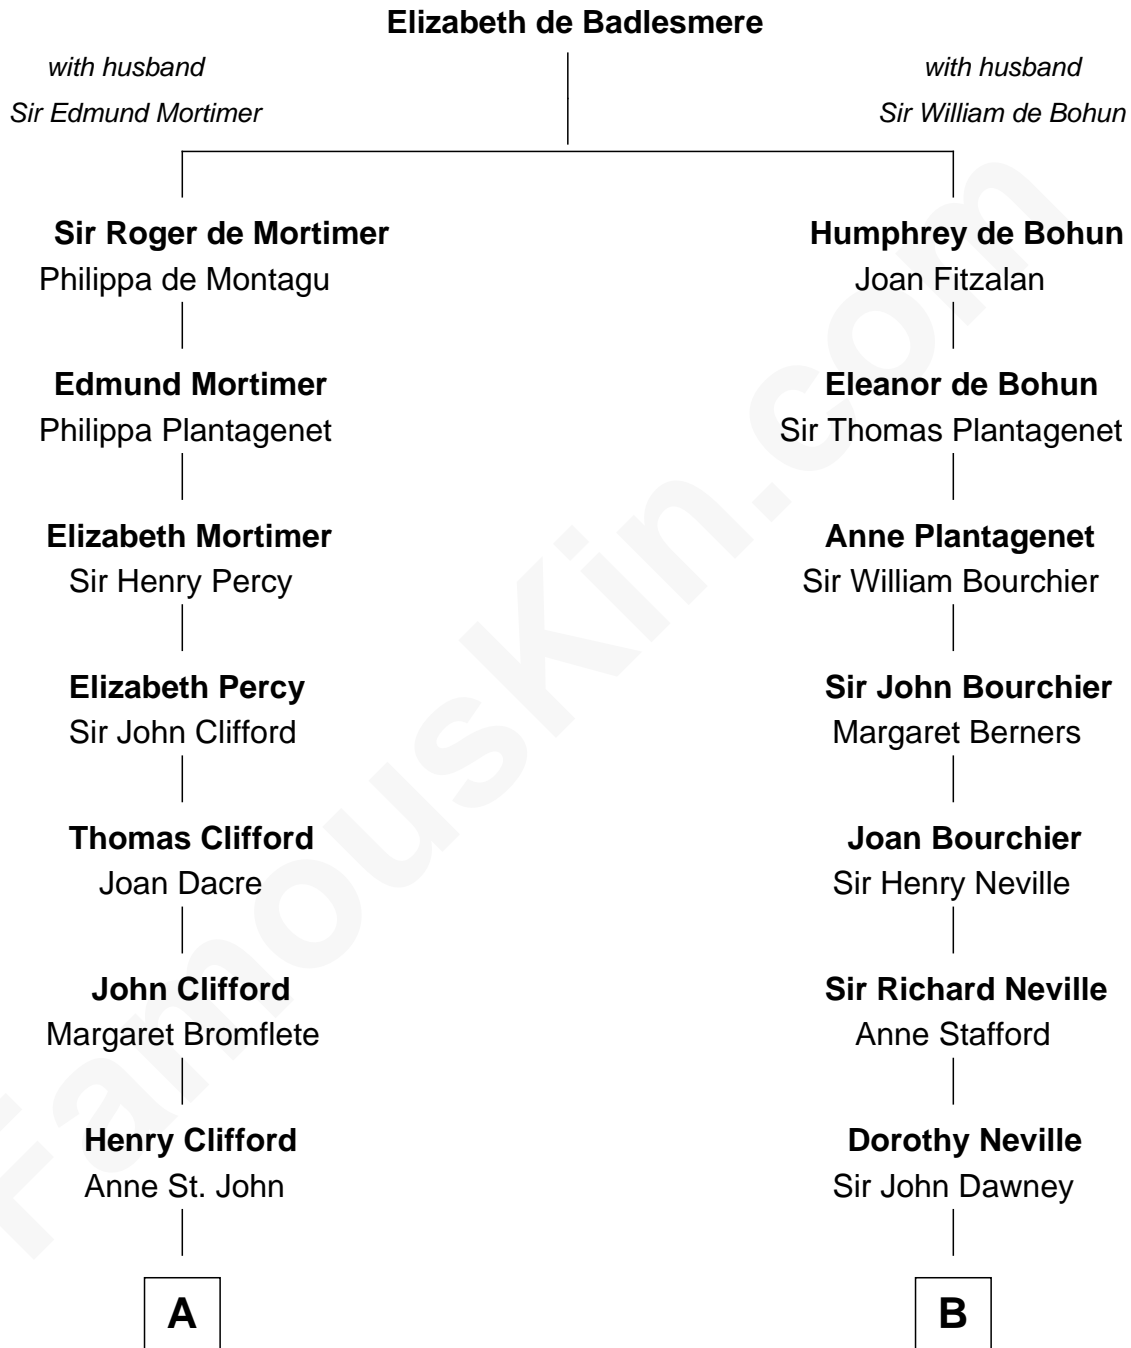 Elizabeth de Badlesmere
with husband
Sir Edmund Mortimer
with husband
Sir William de Bohun
Sir Roger de Mortimer
Philippa de Montagu
Humphrey de Bohun
Joan Fitzalan
Edmund Mortimer
Philippa Plantagenet
Eleanor de Bohun
Sir Thomas Plantagenet
Elizabeth Mortimer
Sir Henry Percy
Anne Plantagenet
Sir William Bourchier
Elizabeth Percy
Sir John Clifford
Sir John Bourchier
Margaret Berners
Thomas Clifford
Joan Dacre
Joan Bourchier
Sir Henry Neville
John Clifford
Margaret Bromflete
Sir Richard Neville
Anne Stafford
Henry Clifford
Anne St. John
Dorothy Neville
Sir John Dawney
A
B
FamousKin.com